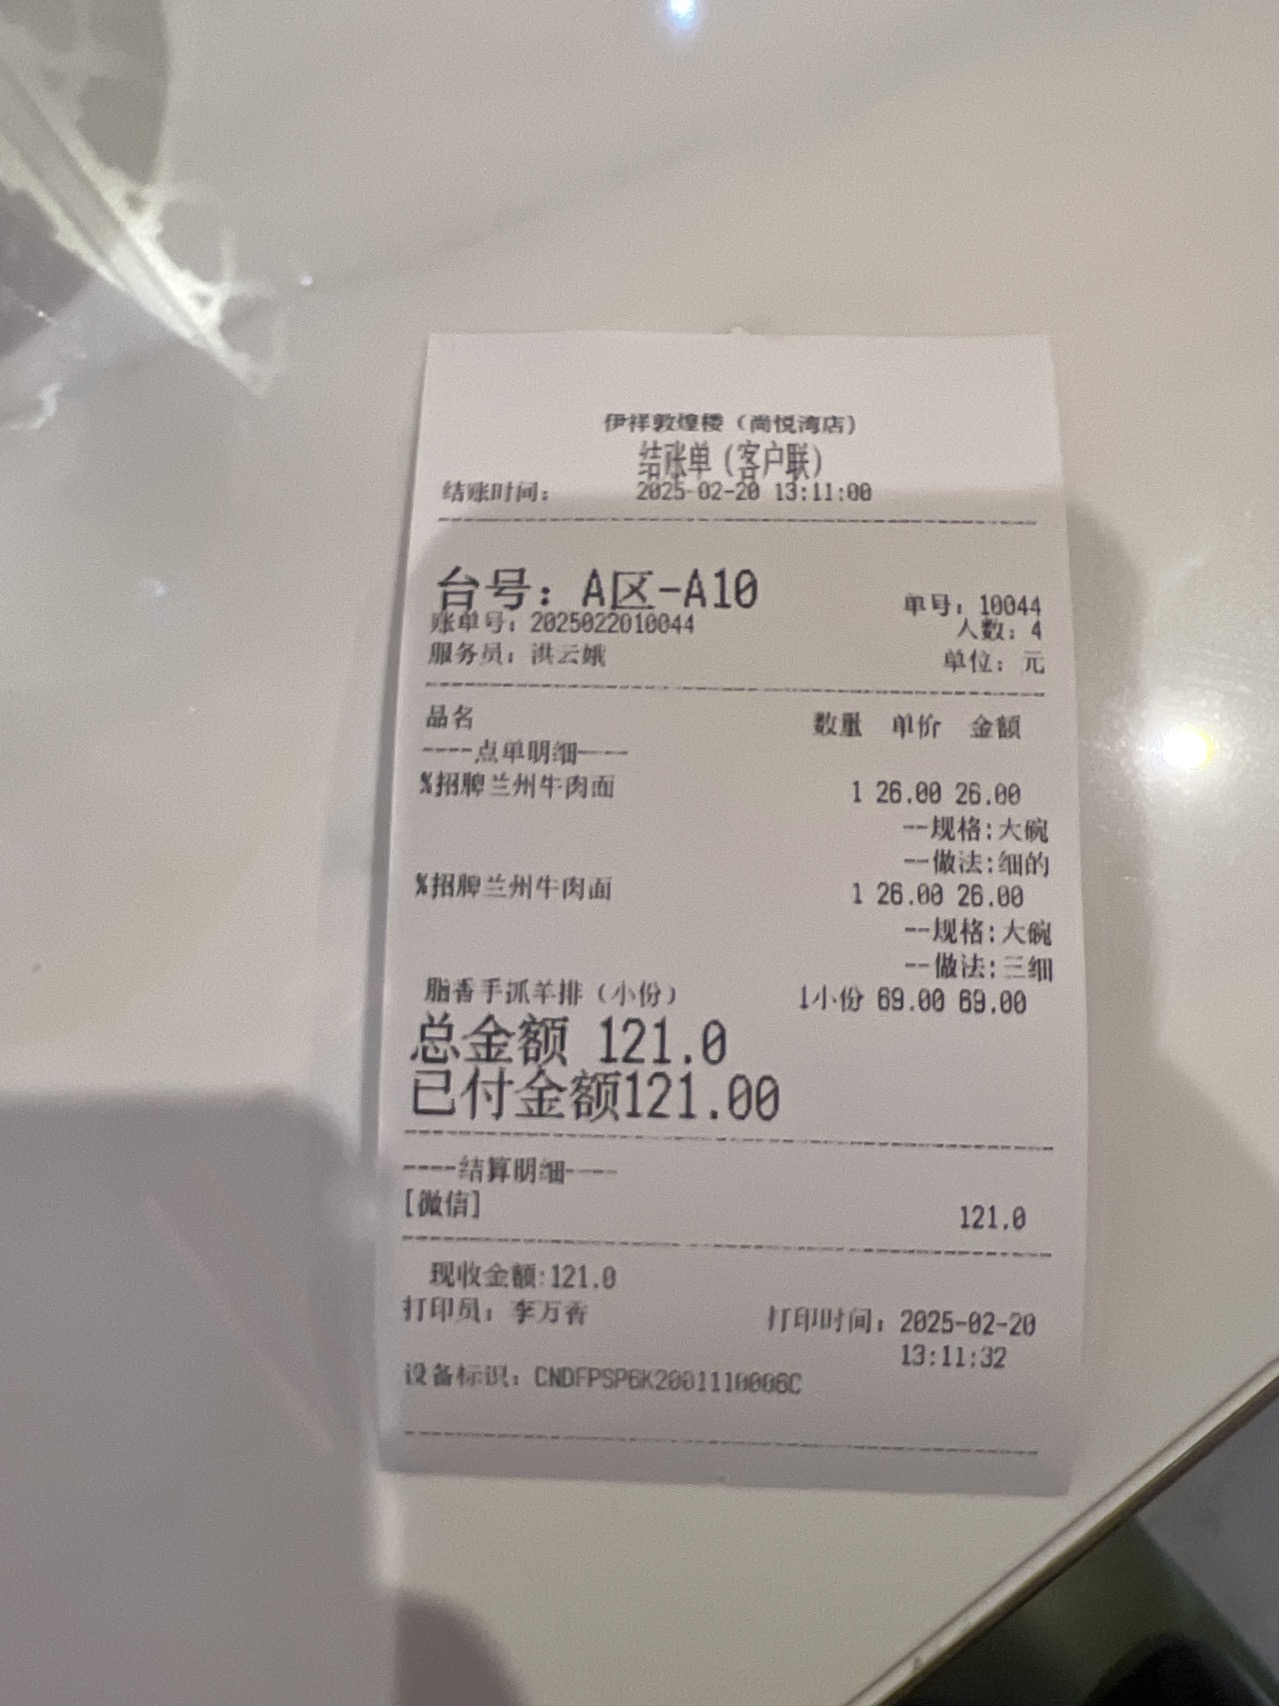 伊祥敦煌楼（尚悦湾店）
结账单（客户联）
结账时间： 2025-02-20 13:11:00
台号：A区-A10 单号：10044
账单号：2025022010044 人数：4
服务员：洪云娥 单位：元
品名 数量 单价 金额
----点单明细----
%招牌兰州牛肉面 1 26.00 26.00
--规格:大碗
--做法:细的
%招牌兰州牛肉面 1 26.00 26.00
--规格:大碗
--做法:三细
脂香手抓羊排（小份） 1小份 69.00 69.00
总金额 121.0
已付金额121.00
----结算明细----
[微信] 121.0
现收金额:121.0
打印员：李万香 打印时间：2025-02-20
13:11:32
设备标识：CNDFPSP6K2001110006C